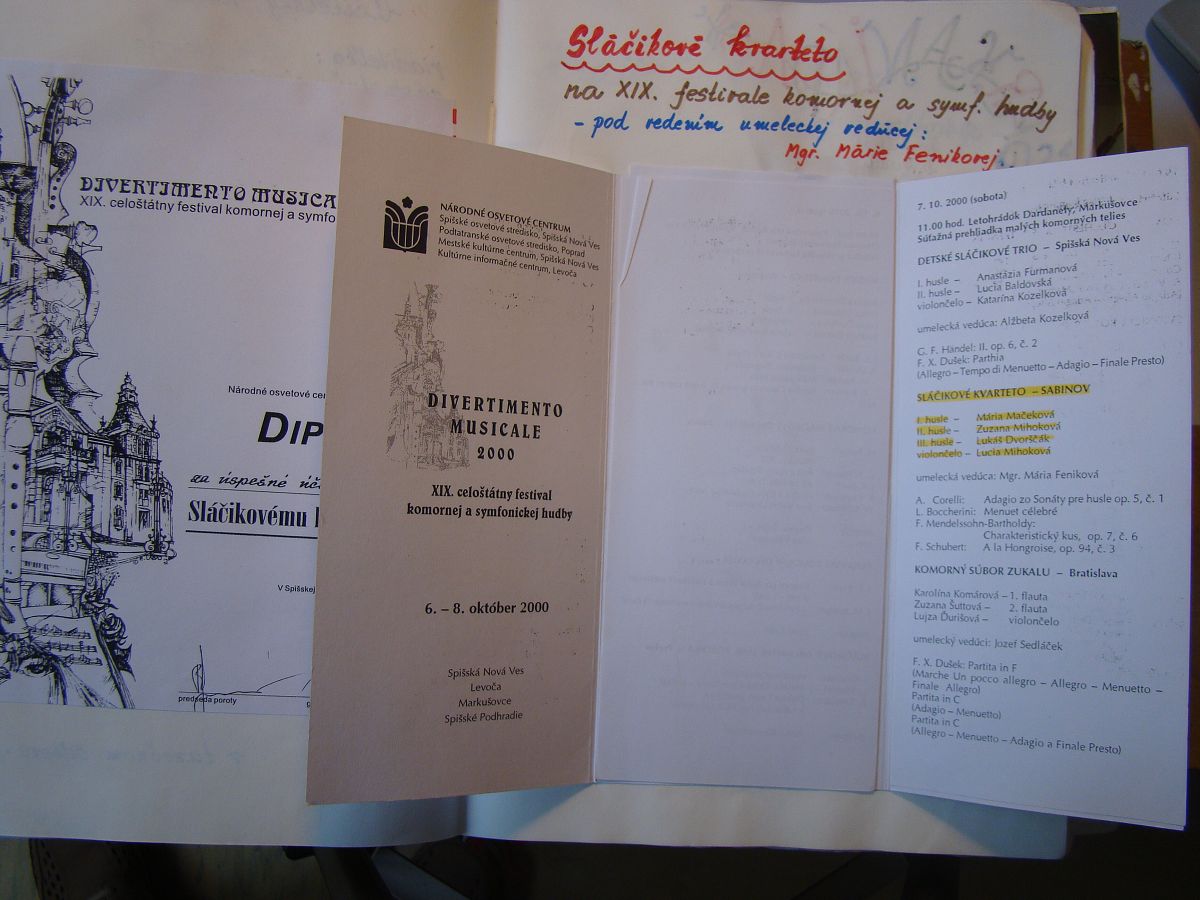 Sláčikové kvarteto
na XIX. festivale komornej a symf. hudby
- pod vedením umeleckej vedúcej:
Mgr. Márie Fenikovej
DIVERTIMENTO MUSICA
XIX. celoštátny festival komornej a symfo
Národné osvetové cen
DIP
za úspešné úč
Sláčikovému
V Spišskej
predseda poroty
NÁRODNÉ OSVETOVÉ CENTRUM
Spišské osvetové stredisko, Spišská Nová Ves
Podtatranské osvetové stredisko, Poprad
Mestské kultúrne centrum, Spišská Nová Ves
Kultúrne informačné centrum, Levoča
DIVERTIMENTO
MUSICALE
2000
XIX. celoštátny festival
komornej a symfonickej hudby
6. – 8. október 2000
Spišská Nová Ves
Levoča
Markušovce
Spišské Podhradie
7. 10. 2000 (sobota)
11.00 hod. Letohrádok Dardanely, Markušovce
Súťažná prehliadka malých komorných telies
DETSKÉ SLÁČIKOVÉ TRIO – Spišská Nová Ves
I. husle – Anastázia Furmanová
II. husle – Lucia Baldovská
violončelo – Katarína Kozelková
umelecká vedúca: Alžbeta Kozelková
G. F. Händel: II. op. 6, č. 2
F. X. Dušek: Parthia
(Allegro – Tempo di Menuetto – Adagio – Finale Presto)
SLÁČIKOVÉ KVARTETO – SABINOV
I. husle – Mária Mačeková
II. husle – Zuzana Mihoková
III. husle – Lukáš Dvorščák
violončelo – Lucia Mihoková
umelecká vedúca: Mgr. Mária Feniková
A. Corelli: Adagio zo Sonáty pre husle op. 5, č. 1
L. Boccherini: Menuet célebré
F. Mendelssohn-Bartholdy:
Charakteristický kus, op. 7, č. 6
F. Schubert: A la Hongroise, op. 94, č. 3
KOMORNÝ SÚBOR ZUKALU – Bratislava
Karolína Komárová – 1. flauta
Zuzana Šuttová – 2. flauta
Lujza Ďurišová – violončelo
umelecký vedúci: Jozef Sedláček
F. X. Dušek: Partita in F
(Marche Un pocco allegro – Allegro – Menuetto –
Finale Allegro)
Partita in C
(Adagio – Menuetto)
Partita in C
(Allegro – Menuetto – Adagio a Finale Presto)